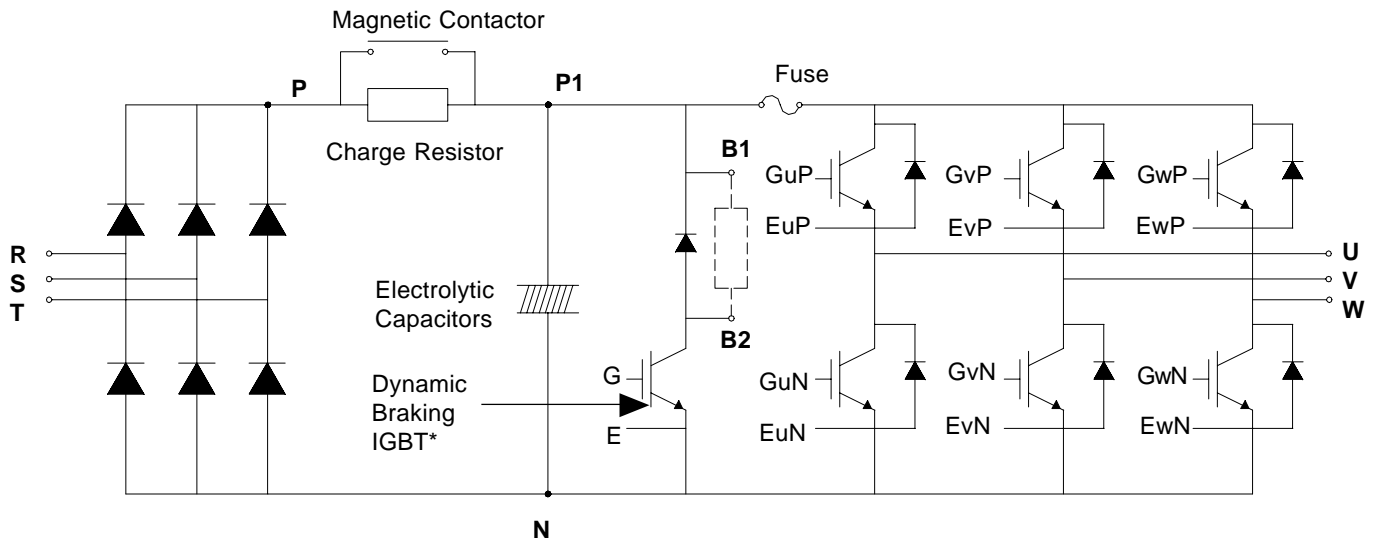 Magnetic Contactor
P
P1
Fuse
Charge Resistor
B1
GuP
GvP
GwP
EuP
EvP
EwP
R
S
T
U
V
W
Electrolytic
Capacitors
B2
G
Dynamic
Braking
IGBT*
E
GuN
GvN
GwN
EuN
EvN
EwN
N